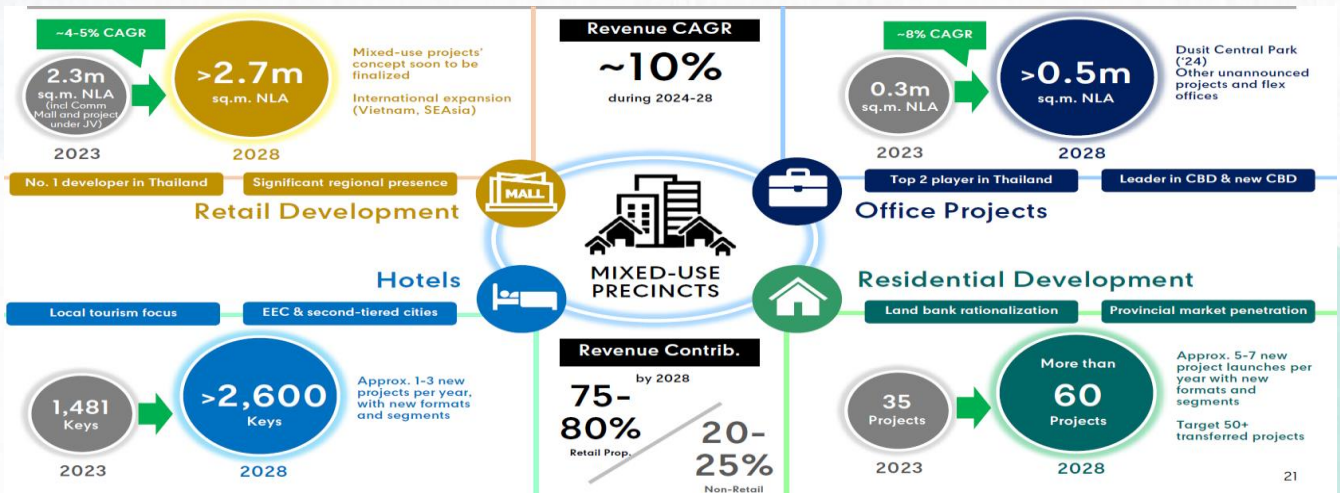 ~4-5% CAGR
2.3m
sq.m. NLA
(incl Comm
Mall and project
under JV)
2023
>2.7m
sq.m. NLA
2028
Mixed-use projects'
concept soon to be
finalized
International expansion
(Vietnam, SEAsia)
No. 1 developer in Thailand
Significant regional presence
Retail Development
MALL
Revenue CAGR
~10%
during 2024-28
~8% CAGR
0.3m
sq.m. NLA
2023
>0.5m
sq.m. NLA
2028
Dusit Central Park
('24)
Other unannounced
projects and flex
offices
Top 2 player in Thailand
Leader in CBD & new CBD
Office Projects
MIXED-USE
PRECINCTS
Hotels
Local tourism focus
EEC & second-tiered cities
1,481
Keys
2023
>2,600
Keys
2028
Approx. 1-3 new
projects per year,
with new formats
and segments
Revenue Contrib.
by 2028
75-
80%
Retail Prop.
20-
25%
Non-Retail
Residential Development
Land bank rationalization
Provincial market penetration
35
Projects
2023
More than
60
Projects
2028
Approx. 5-7 new
project launches per
year with new
formats and
segments
Target 50+
transferred projects
21